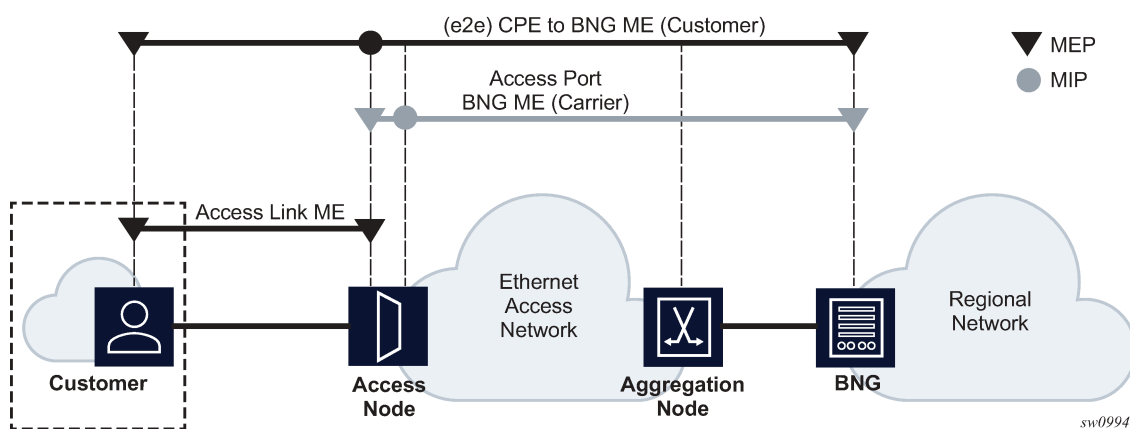 (e2e) CPE to BNG ME (Customer)
MEP
MIP
Access Port
BNG ME (Carrier)
Access Link ME
Ethernet
Access
Network
Regional
Network
Customer
Access
Node
Aggregation
Node
BNG
sw0994